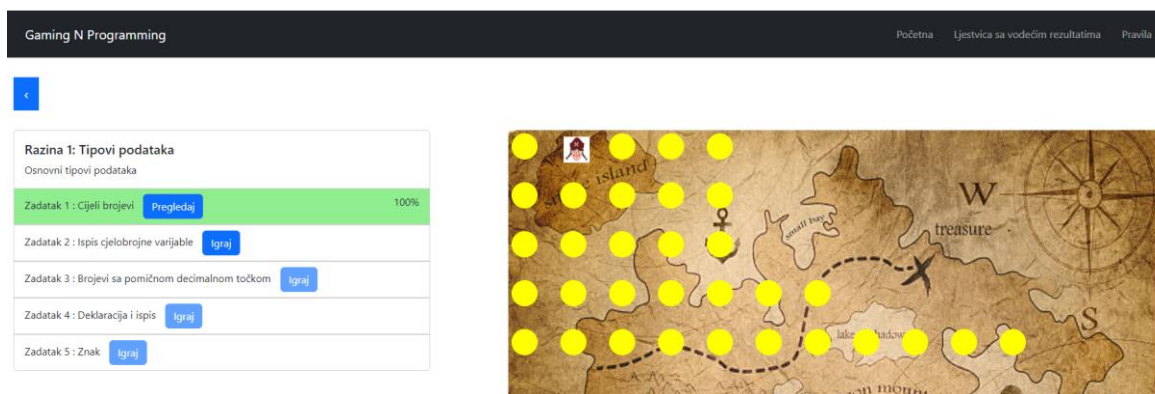 Gaming N Programming
Početna
Ljestvica sa vodećim rezultatima
Pravila
‹
Razina 1: Tipovi podataka
Osnovni tipovi podataka
Zadatak 1 : Cijeli brojevi Pregledaj 100%
Zadatak 2 : Ispis cjelobrojne varijable Igraj
Zadatak 3 : Brojevi sa pomičnom decimalnom točkom Igraj
Zadatak 4 : Deklaracija i ispis Igraj
Zadatak 5 : Znak Igraj
island
W
small bay
treasure
S
lake